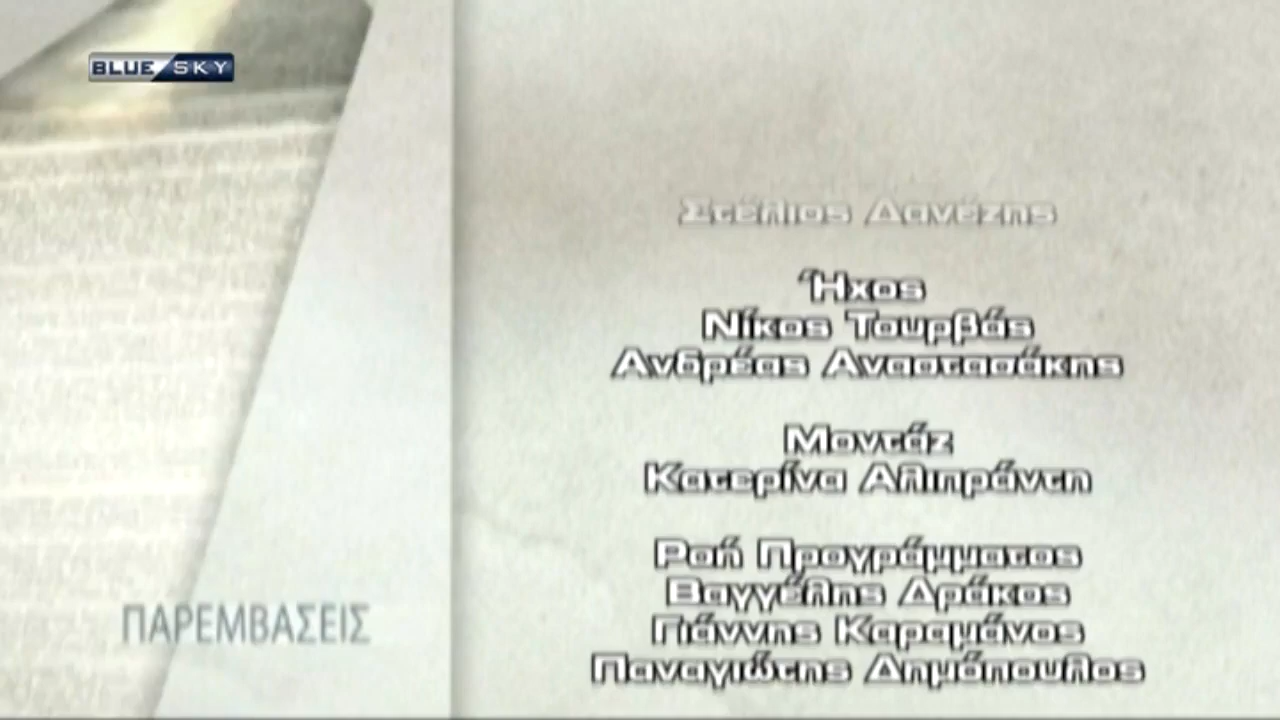 BLUE SKY
Στέλιος Δανέζης
Ήχος
Νίκος Τουρβάς
Ανδρέας Αναστασάκης
Μοντάζ
Κατερίνα Αλιπράντη
Ροή Προγράμματος
Βαγγέλης Δράκος
Γιάννης Καραμάνος
Παναγιώτης Δημόπουλος
ΠΑΡΕΜΒΑΣΕΙΣ